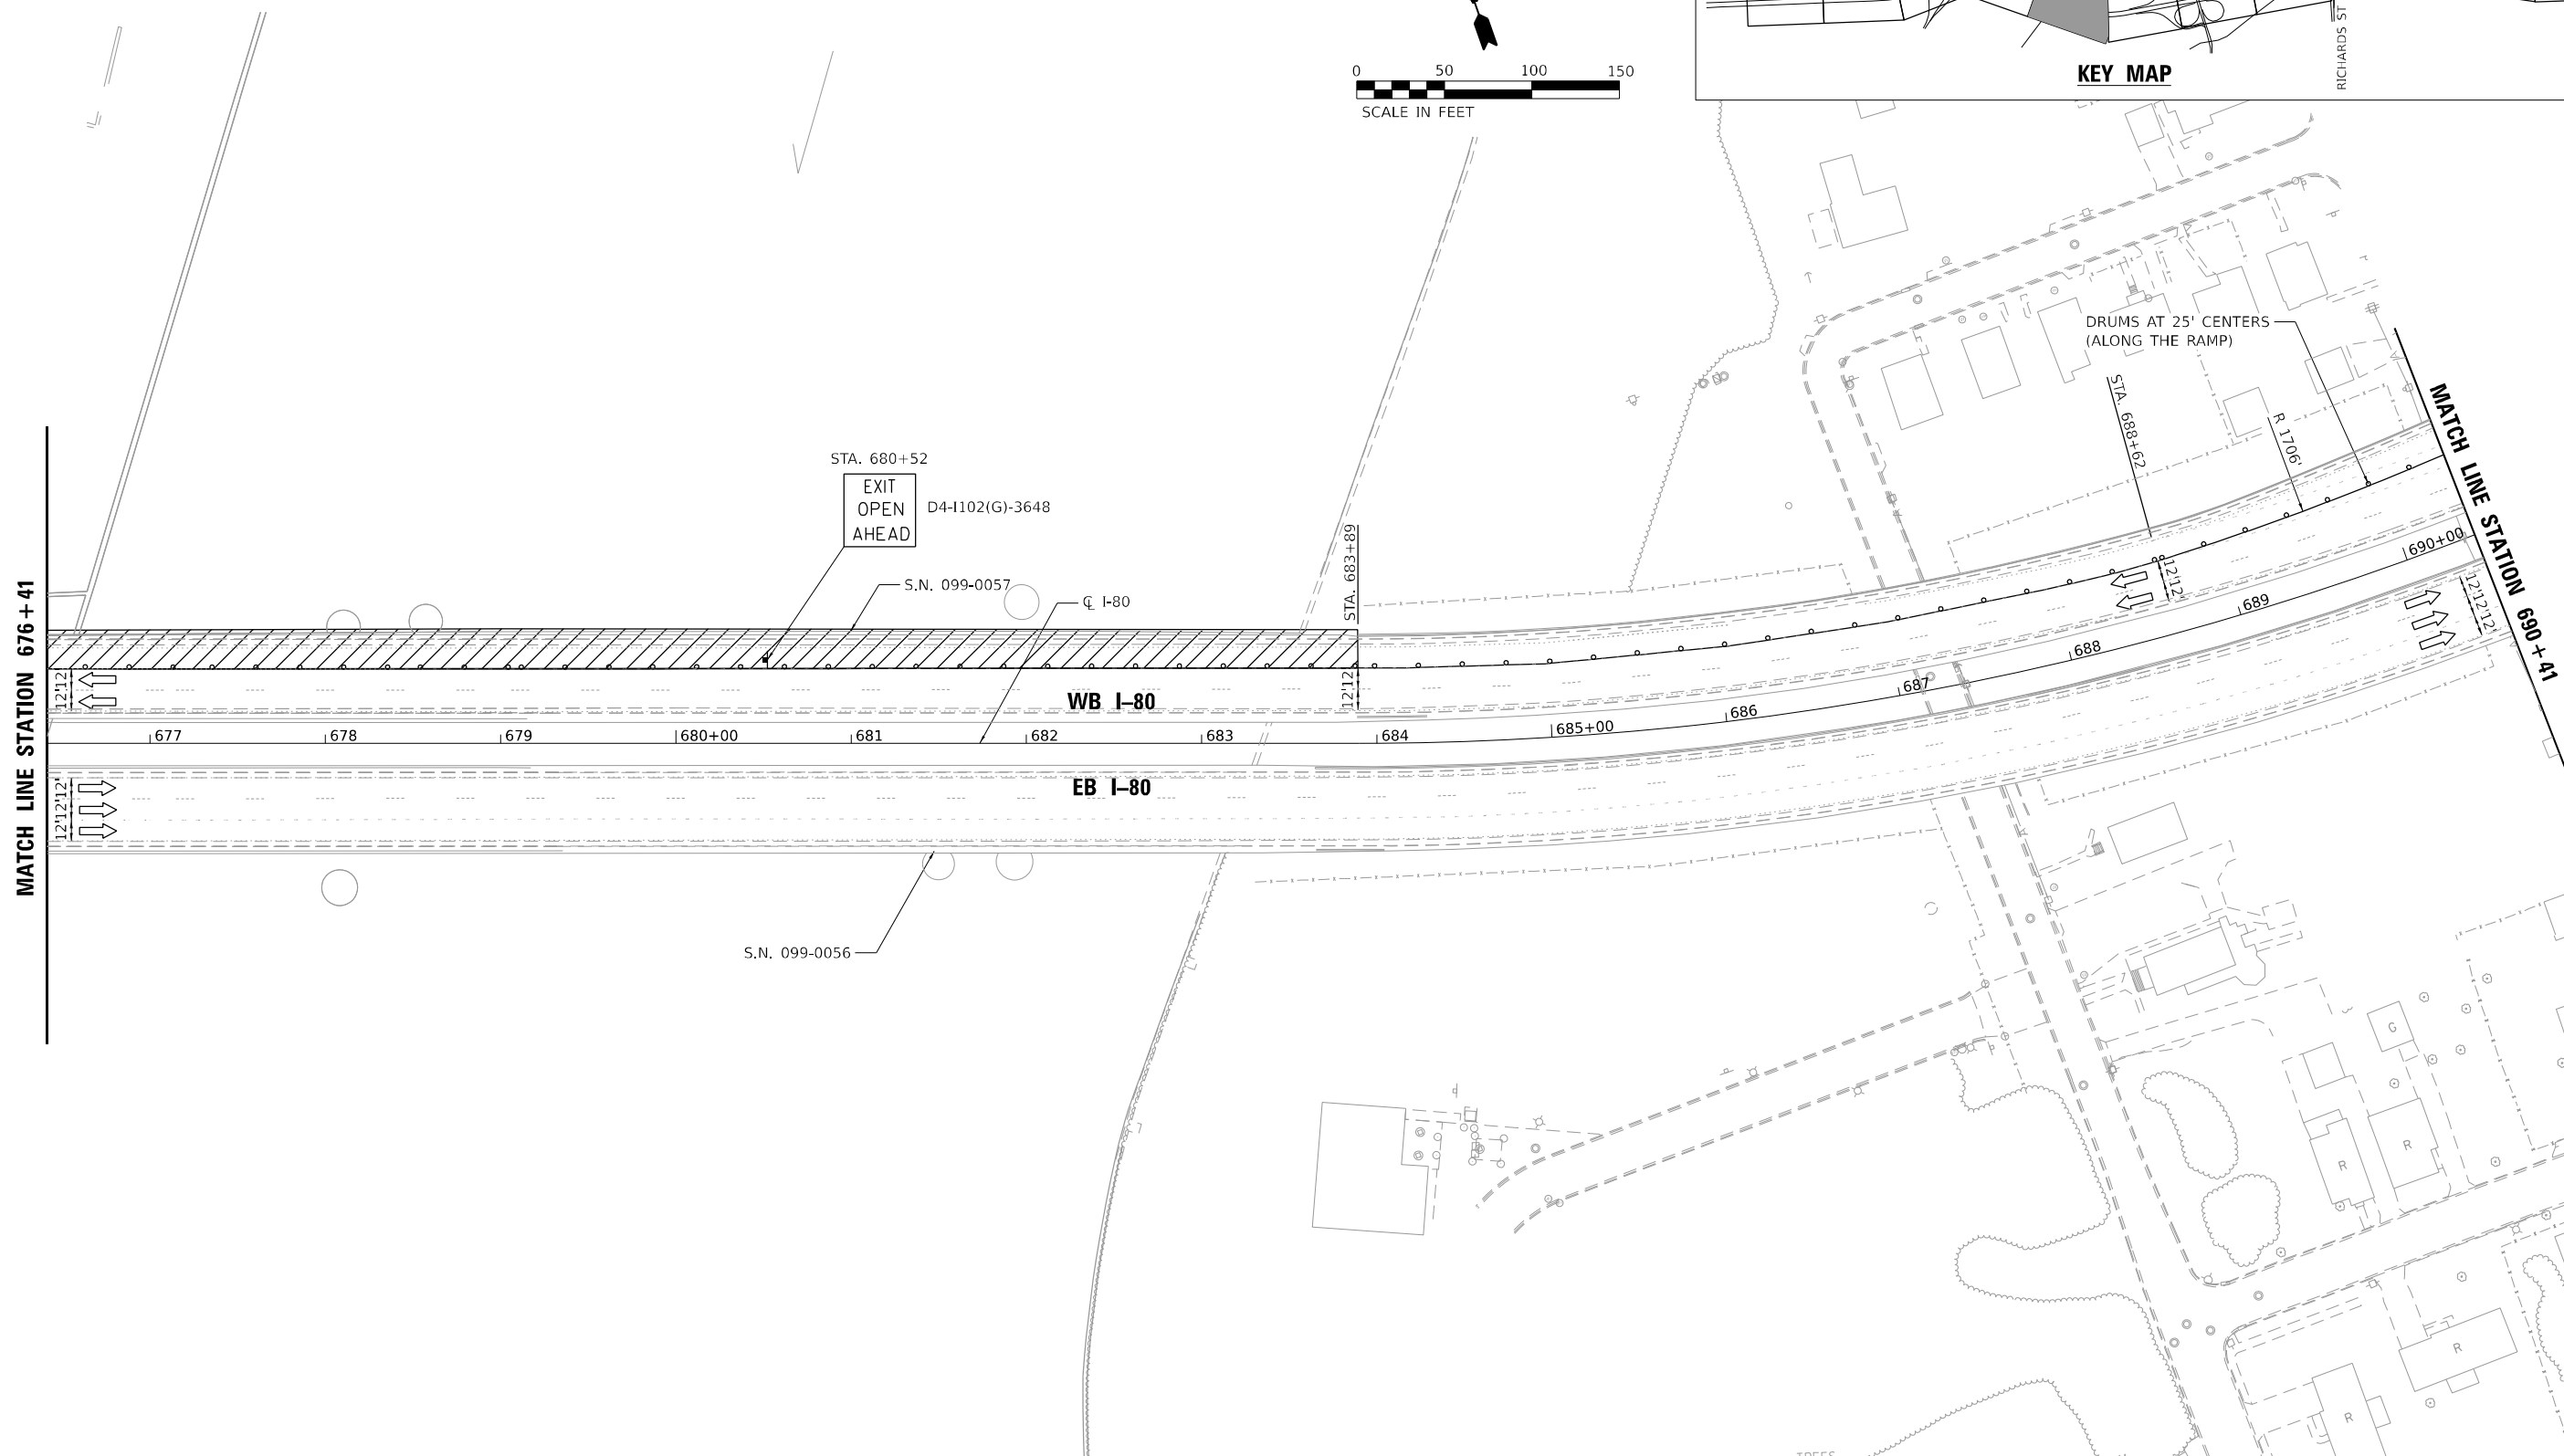 0 50 100 150
SCALE IN FEET
KEY MAP
RICHARDS ST
DRUMS AT 25' CENTERS
(ALONG THE RAMP)
STA. 688+62
R 1706'
MATCH LINE STATION 690+41
STA. 680+52
EXIT
OPEN
AHEAD
D4-I102(G)-3648
S.N. 099-0057
℄ I-80
STA. 683+89
MATCH LINE STATION 676+41
12'12'
12'12'
12'12'
WB I-80
677 678 679 680+00 681 682 683 684 685+00 686 687 688 689 690+00
EB I-80
12'12'12'
12'12'12'
S.N. 099-0056
G
R
R
R
R